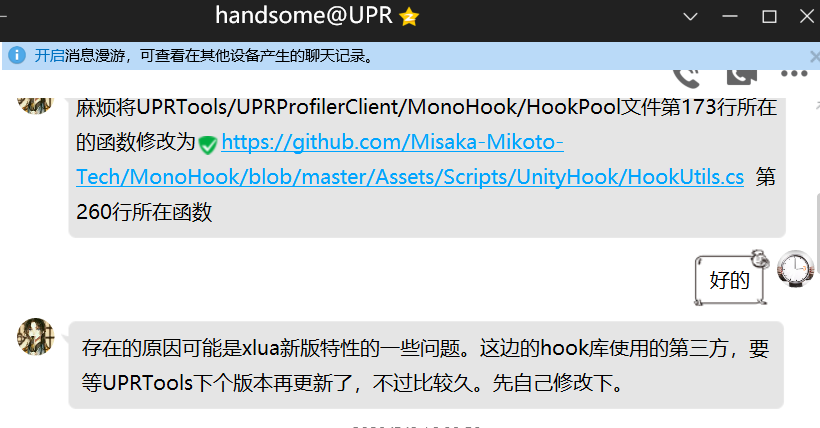 handsome@UPR
开启消息漫游，可查看在其他设备产生的聊天记录。
麻烦将UPRTools/UPRProfilerClient/MonoHook/HookPool文件第173行所在
的函数修改为https://github.com/Misaka-Mikoto-
Tech/MonoHook/blob/master/Assets/Scripts/UnityHook/HookUtils.cs 第
260行所在函数
好的
存在的原因可能是xlua新版特性的一些问题。这边的hook库使用的第三方，要
等UPRTools下个版本再更新了，不过比较久。先自己修改下。